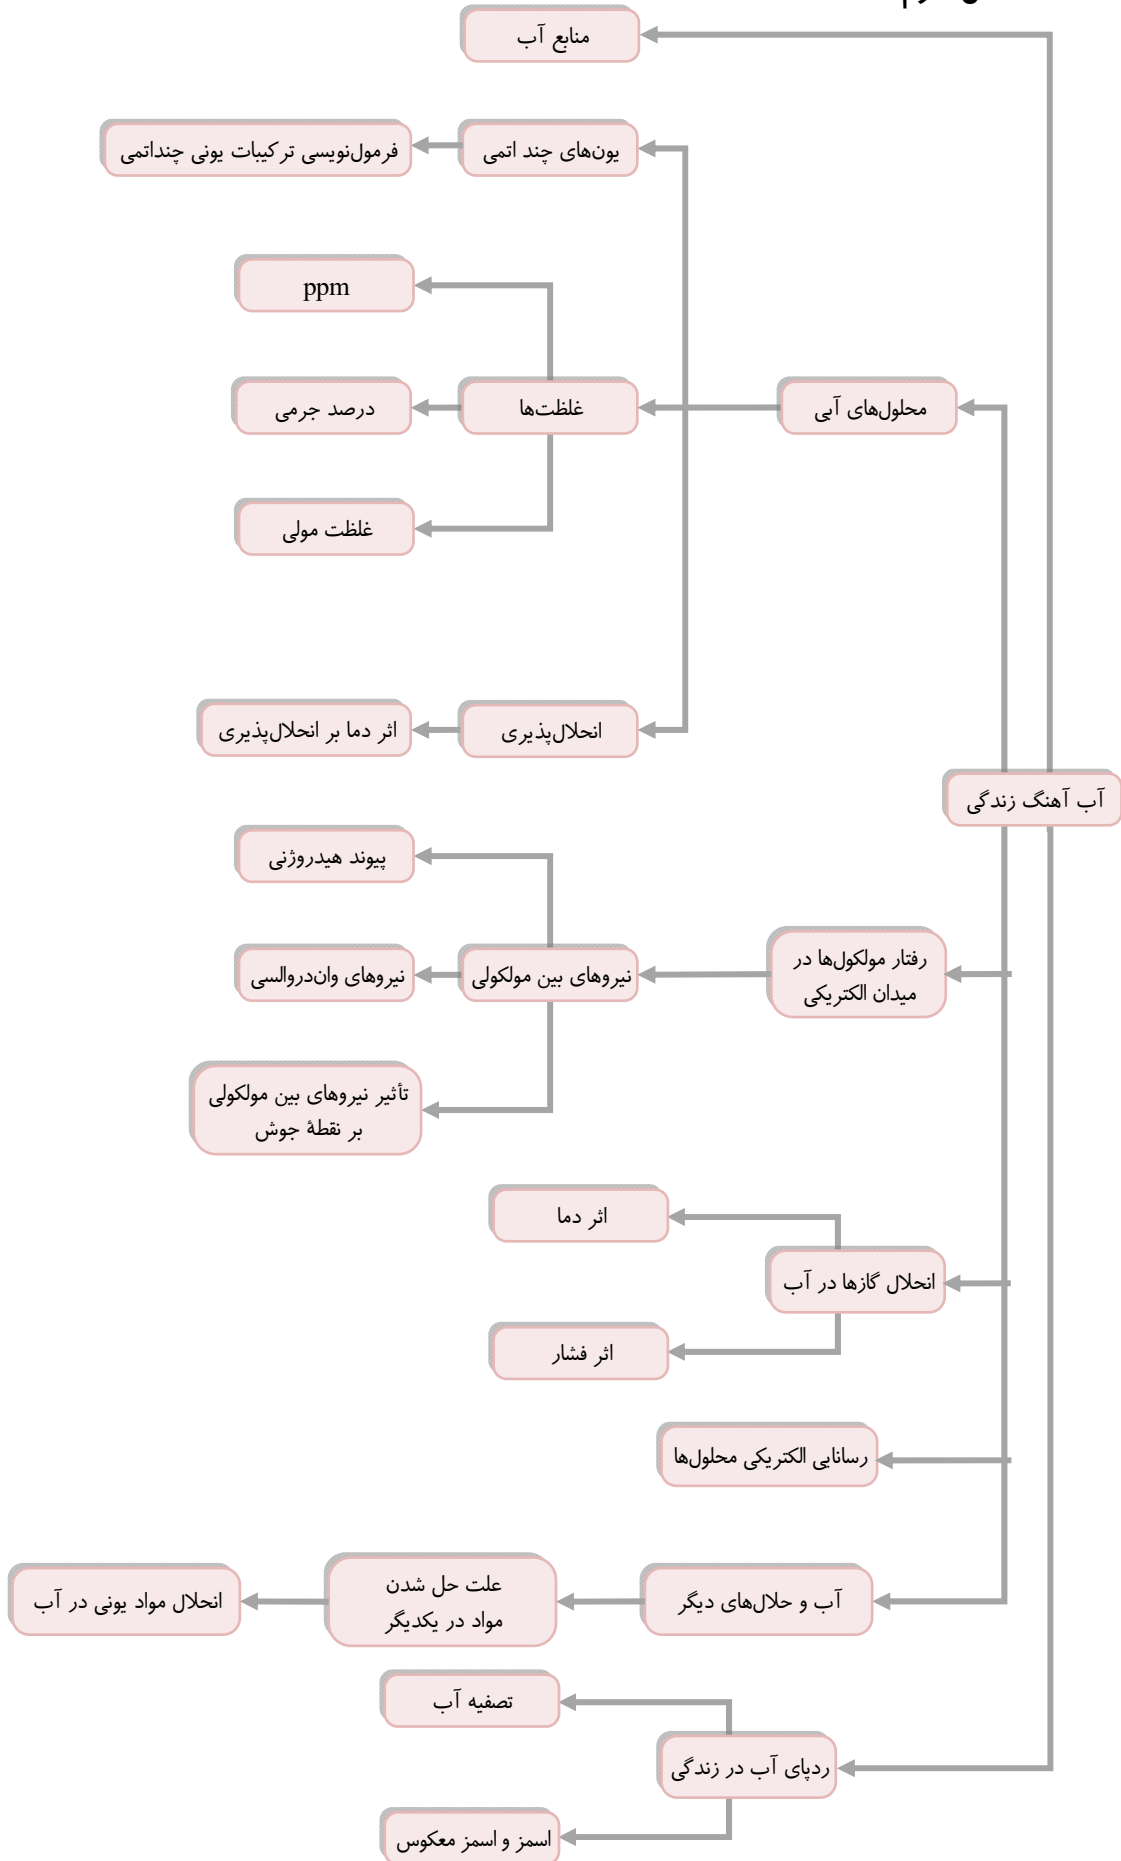 منابع آب
یون‌های چند اتمی
فرمول‌نویسی ترکیبات یونی چنداتمی
ppm
محلول‌های آبی
غلظت‌ها
درصد جرمی
غلظت مولی
انحلال‌پذیری
اثر دما بر انحلال‌پذیری
آب آهنگ زندگی
پیوند هیدروژنی
رفتار مولکول‌ها در
میدان الکتریکی
نیروهای بین مولکولی
نیروهای وان‌دروالسی
تأثیر نیروهای بین مولکولی
بر نقطهٔ جوش
اثر دما
انحلال گازها در آب
اثر فشار
رسانایی الکتریکی محلول‌ها
آب و حلال‌های دیگر
علت حل شدن
مواد در یکدیگر
انحلال مواد یونی در آب
تصفیه آب
ردپای آب در زندگی
اسمز و اسمز معکوس